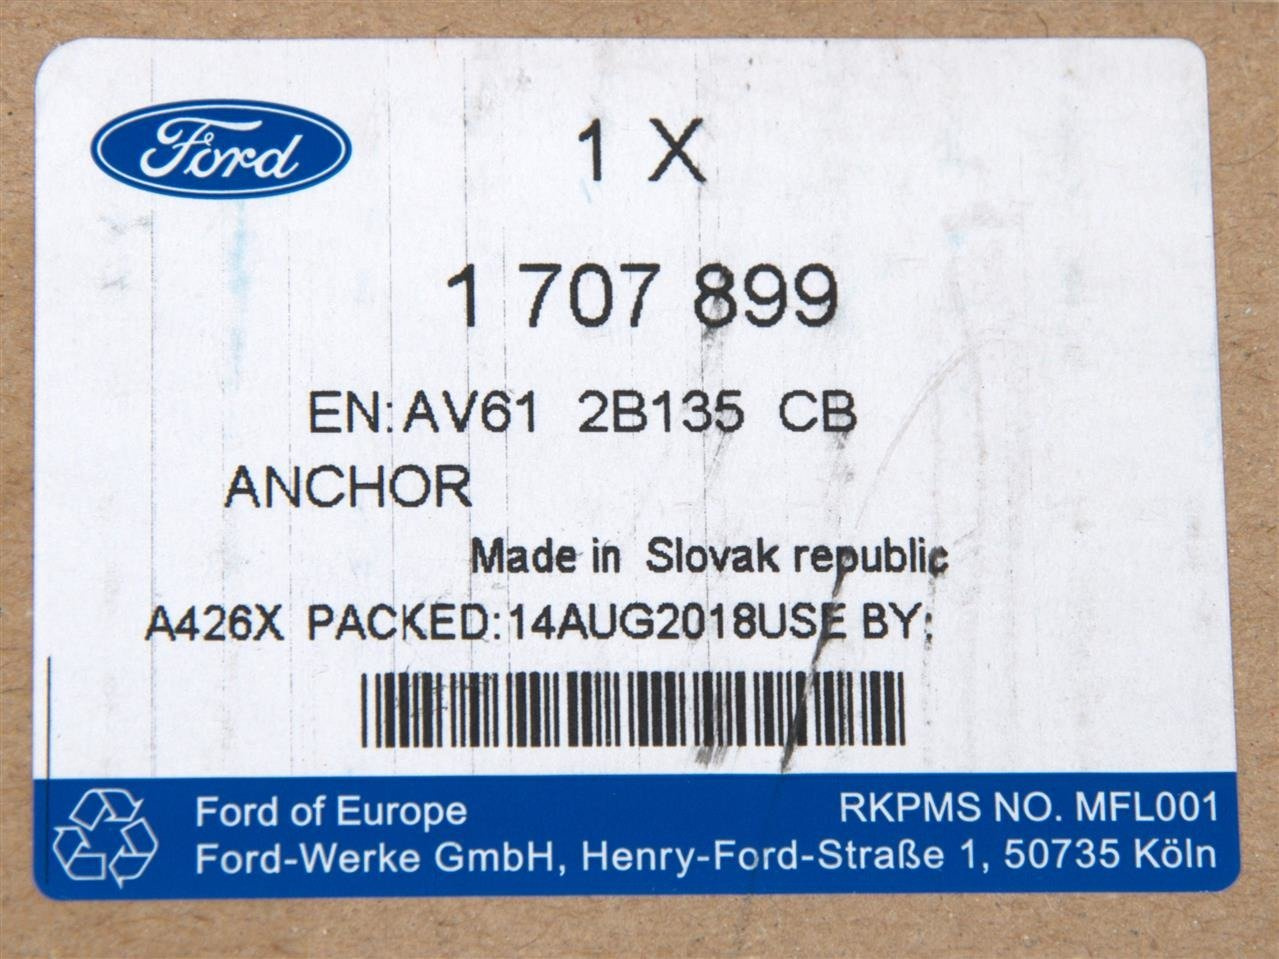 Ford
1 X
1 707 899
EN:AV61 2B135 CB
ANCHOR
Made in Slovak republic
A426X PACKED:14AUG2018USE BY:
Ford of Europe
RKPMS NO. MFL001
Ford-Werke GmbH, Henry-Ford-Straße 1, 50735 Köln